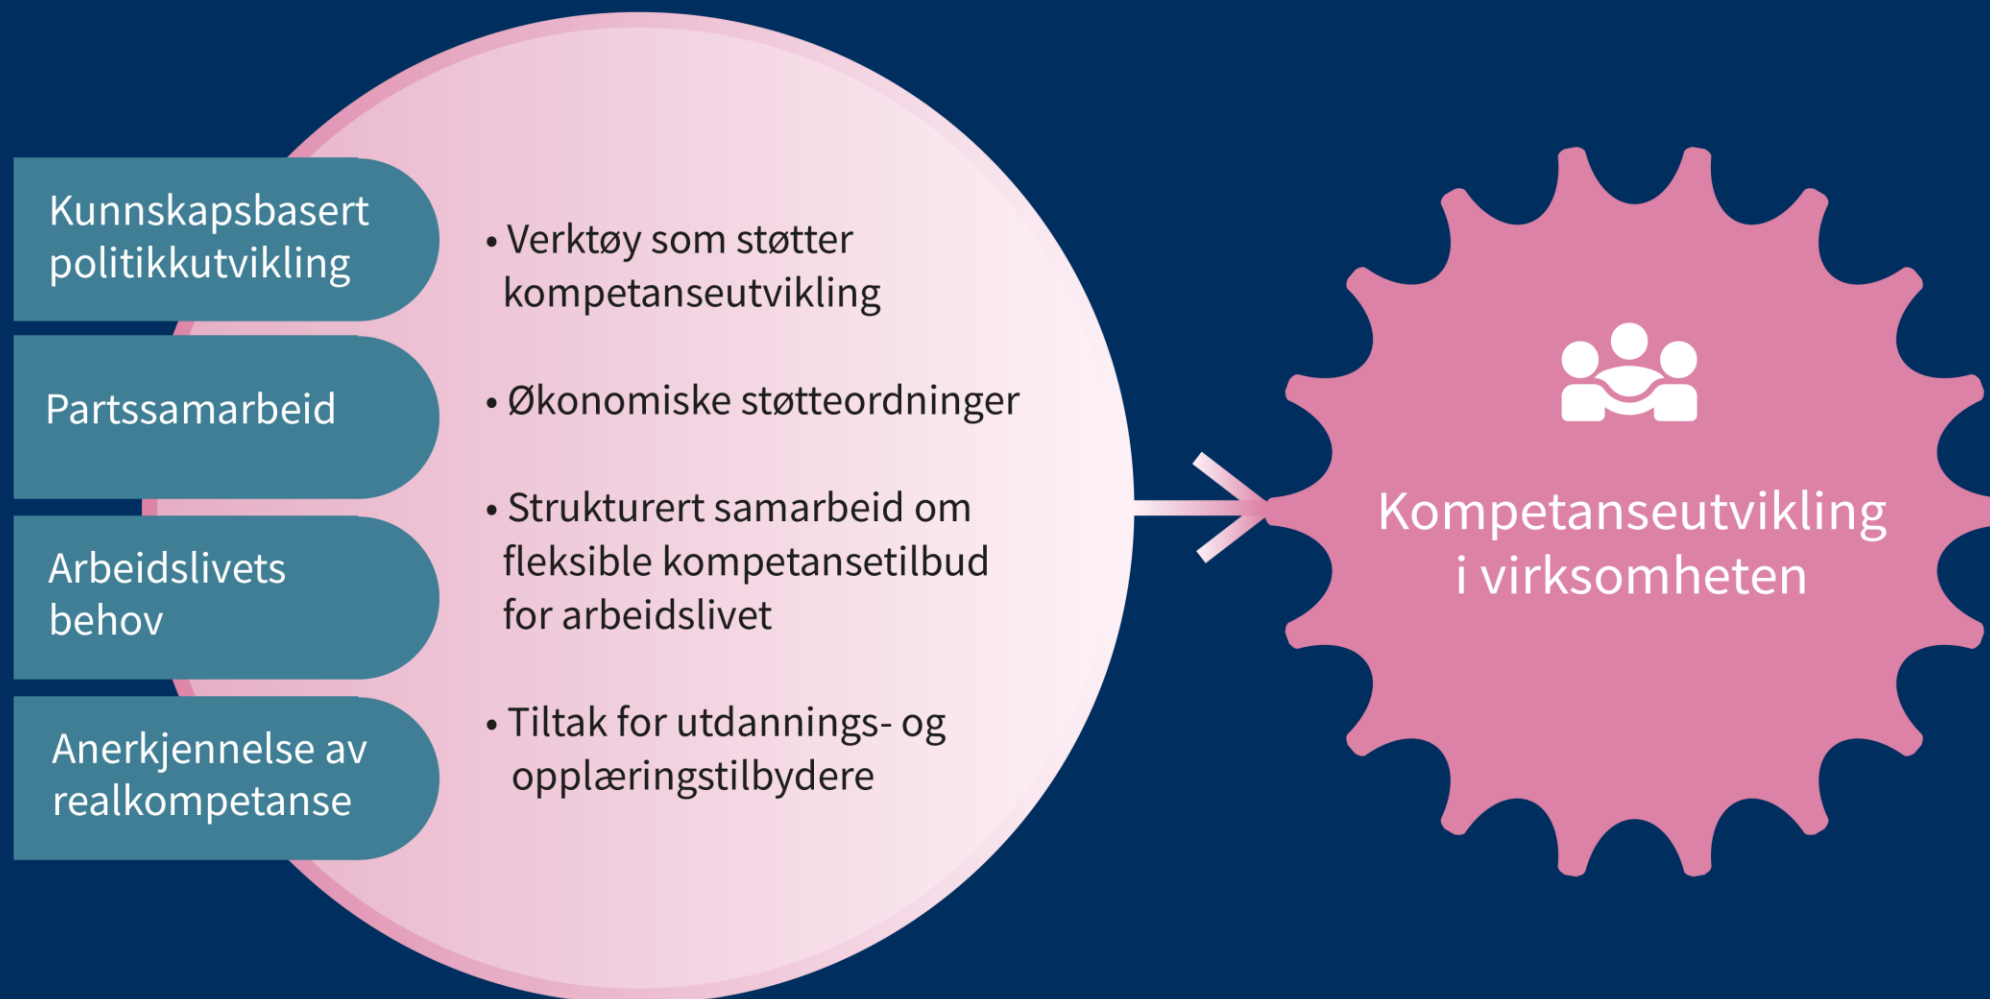 Kunnskapsbasert
politikkutvikling
Partssamarbeid
Arbeidslivets
behov
Anerkjennelse av
realkompetanse
• Verktøy som støtter
kompetanseutvikling
• Økonomiske støtteordninger
• Strukturert samarbeid om
fleksible kompetansetilbud
for arbeidslivet
• Tiltak for utdannings- og
opplæringstilbydere
Kompetanseutvikling
i virksomheten